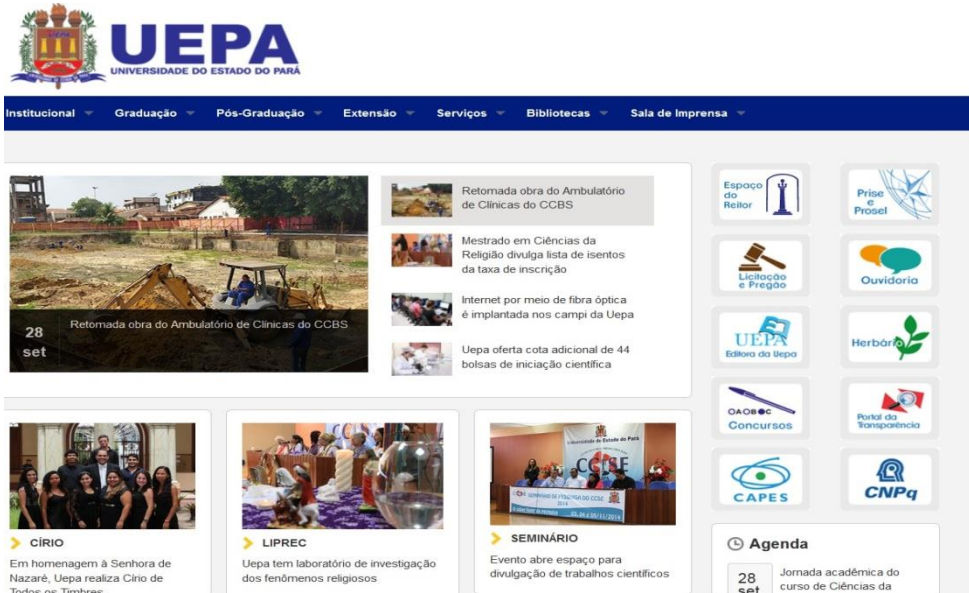 UEPA
UNIVERSIDADE DO ESTADO DO PARÁ
Institucional Graduação Pós-Graduação Extensão Serviços Bibliotecas Sala de Imprensa
28
set
Retomada obra do Ambulatório de Clínicas do CCBS
Retomada obra do Ambulatório
de Clínicas do CCBS
Mestrado em Ciências da
Religião divulga lista de isentos
da taxa de inscrição
Internet por meio de fibra óptica
é implantada nos campi da Uepa
Uepa oferta cota adicional de 44
bolsas de iniciação científica
Espaço
do
Reitor
Prise
e
Prosel
Licitação
e Pregão
Ouvidoria
UEPA
Editora da Uepa
Herbário
Concursos
Portal da
Transparência
CAPES
CNPq
CÍRIO
Em homenagem à Senhora de
Nazaré, Uepa realiza Círio de
Todos os Timbres
LIPREC
Uepa tem laboratório de investigação
dos fenômenos religiosos
Universidade do Estado do Pará
CCSE
2014
SEMINÁRIO
Evento abre espaço para
divulgação de trabalhos científicos
Agenda
28
set
Jornada acadêmica do
curso de Ciências da